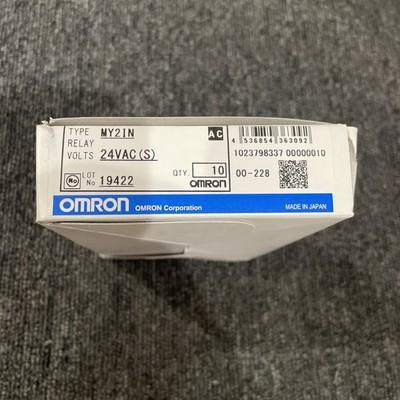 TYPE MY2IN AC
RELAY
VOLTS 24VAC(S)
LOT No 19422 QTY. 10
OMRON
4 536854 363092
1023798337 00000010
00-228
OMRON OMRON Corporation MADE IN JAPAN